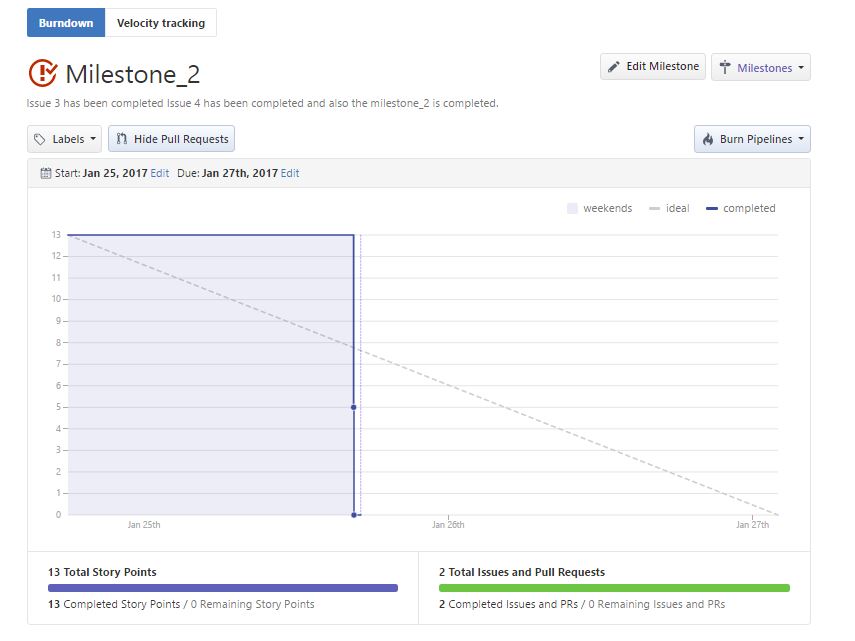 Burndown Velocity tracking
Milestone_2
Edit Milestone Milestones
Issue 3 has been completed Issue 4 has been completed and also the milestone_2 is completed.
Labels Hide Pull Requests Burn Pipelines
Start: Jan 25, 2017 Edit Due: Jan 27th, 2017 Edit
weekends ideal completed
13
12
11
10
9
8
7
6
5
4
3
2
1
0
Jan 25th Jan 26th Jan 27th
13 Total Story Points
13 Completed Story Points / 0 Remaining Story Points
2 Total Issues and Pull Requests
2 Completed Issues and PRs / 0 Remaining Issues and PRs